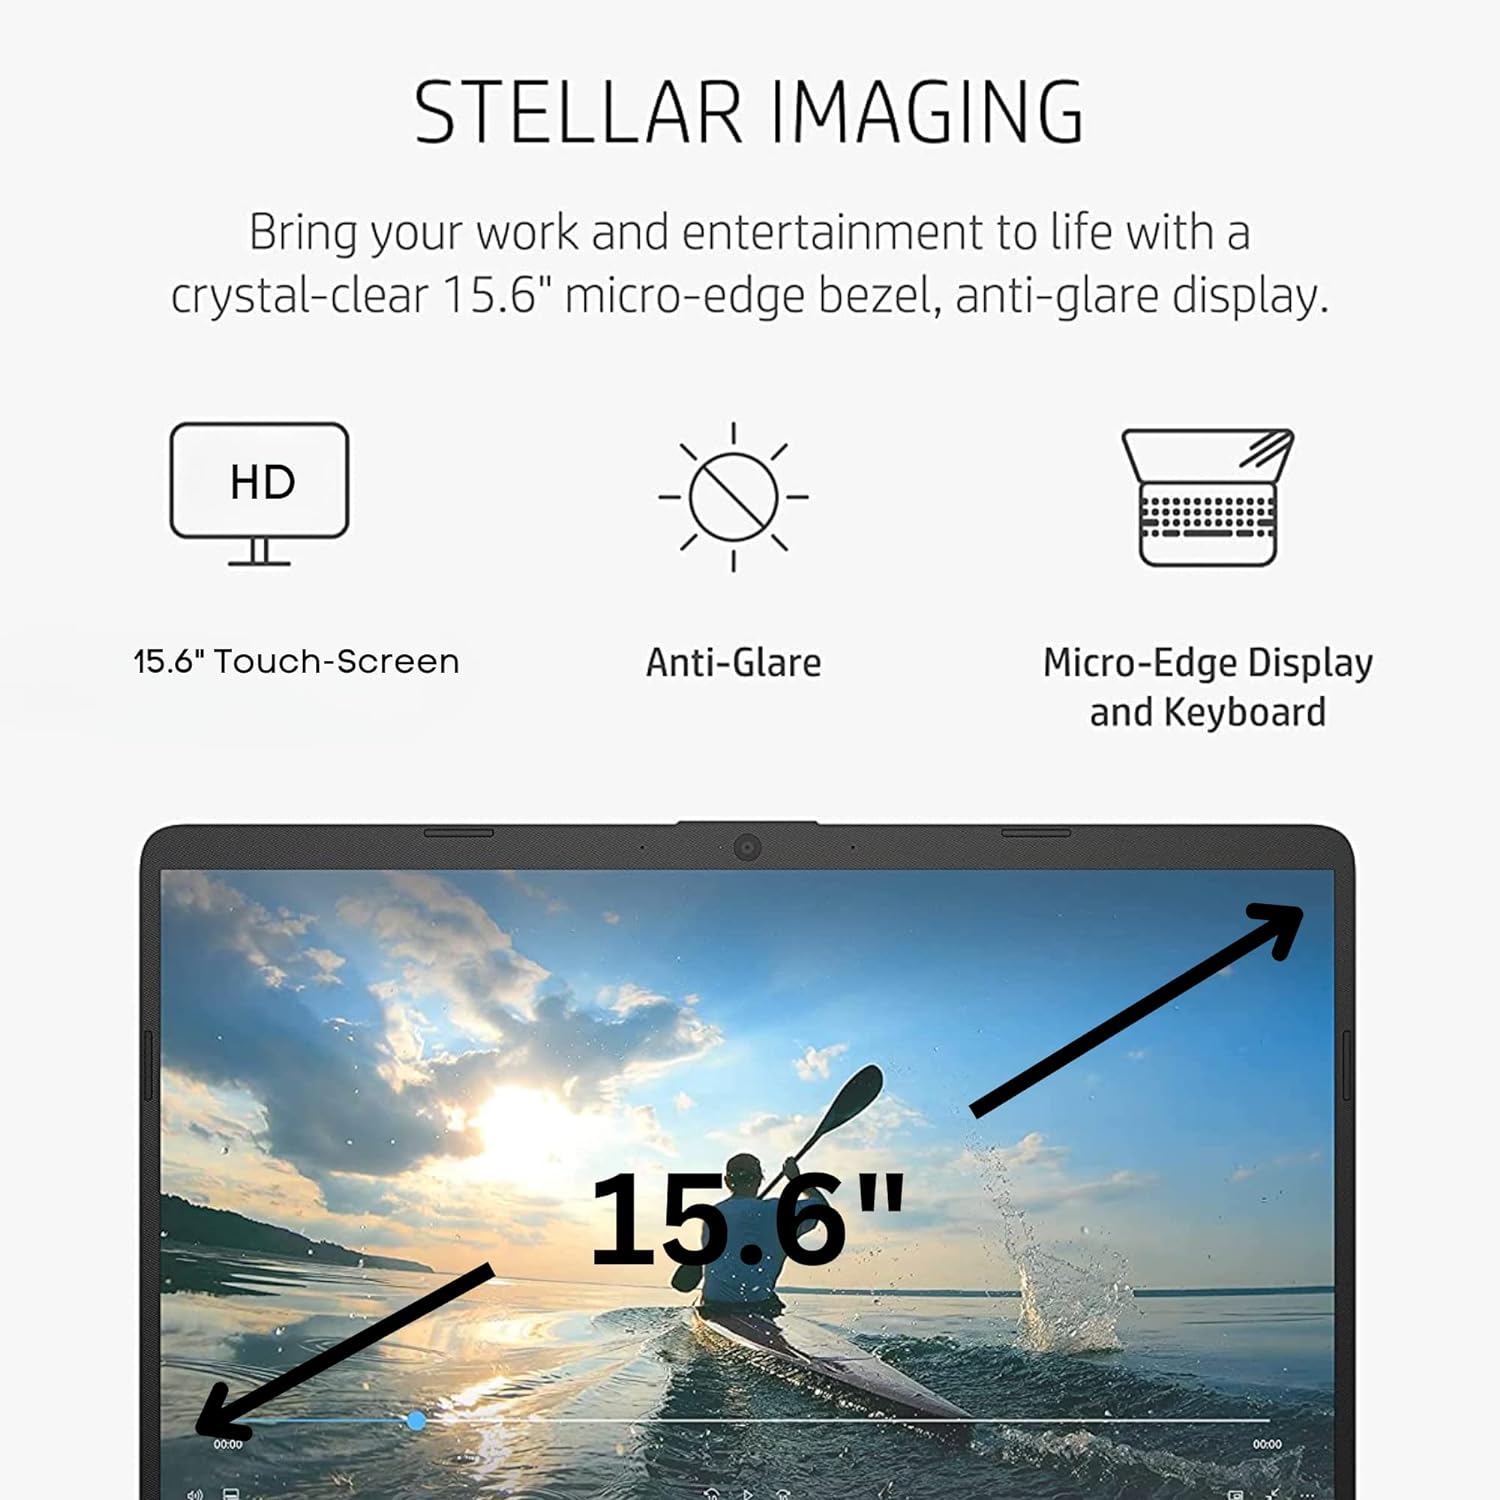 STELLAR IMAGING
Bring your work and entertainment to life with a
crystal-clear 15.6" micro-edge bezel, anti-glare display.
HD
15.6" Touch-Screen
Anti-Glare
Micro-Edge Display
and Keyboard
15.6"
00:00
00:00
10
30